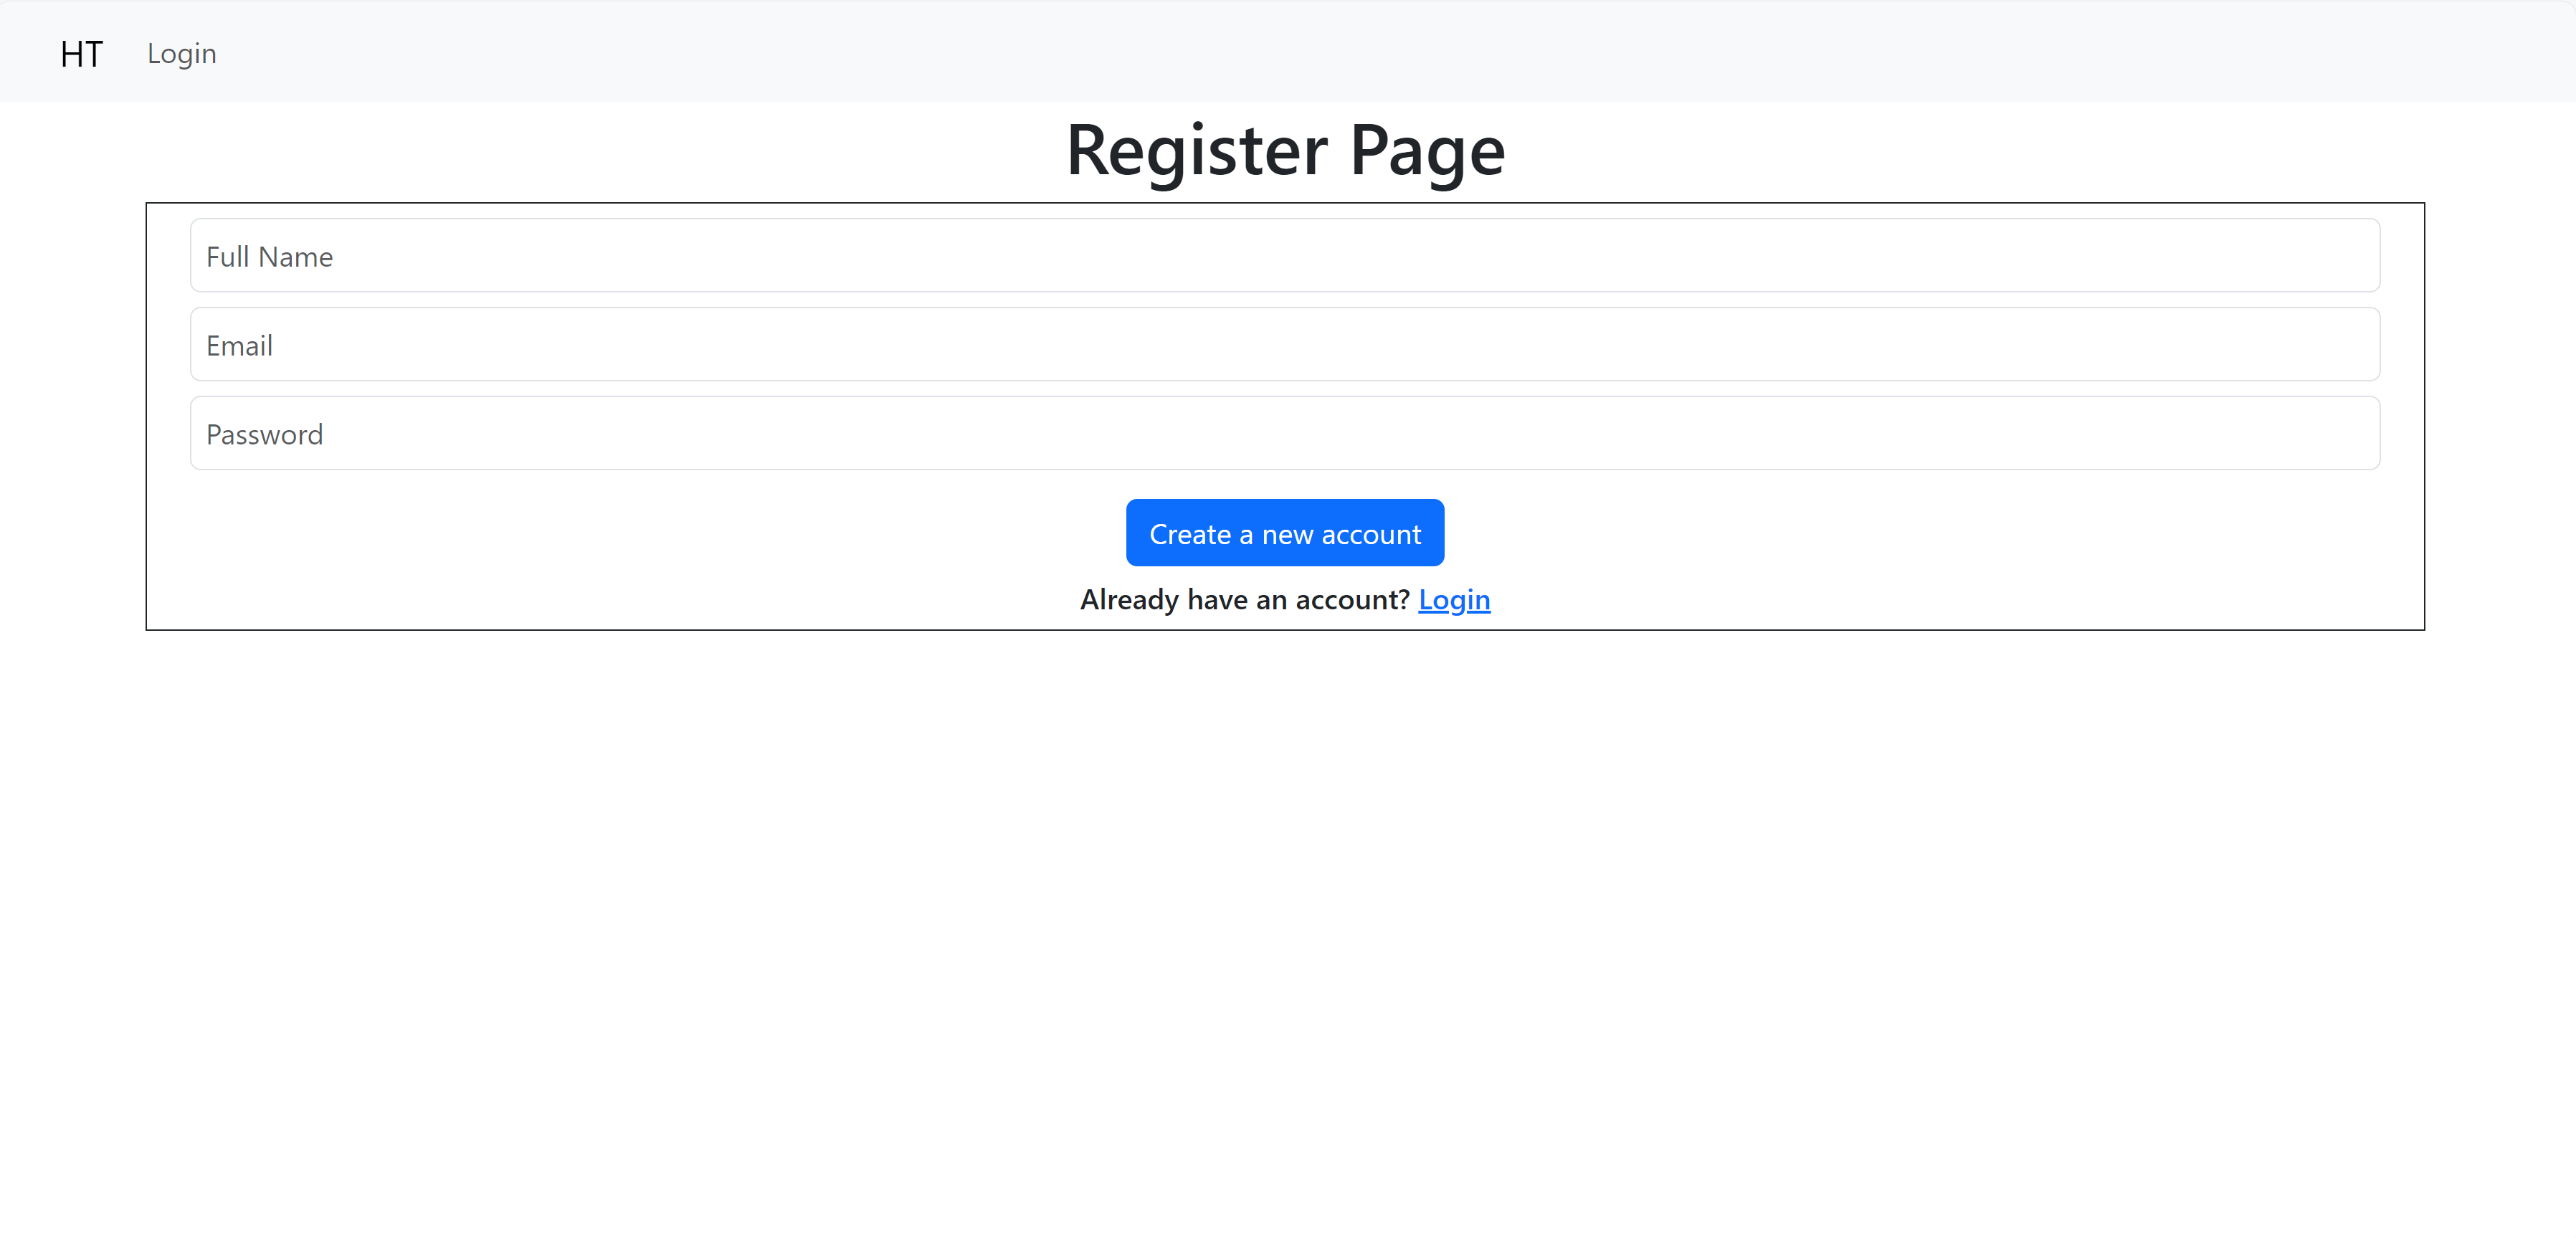 HT Login
Register Page
Full Name
Email
Password
Create a new account
Already have an account? Login